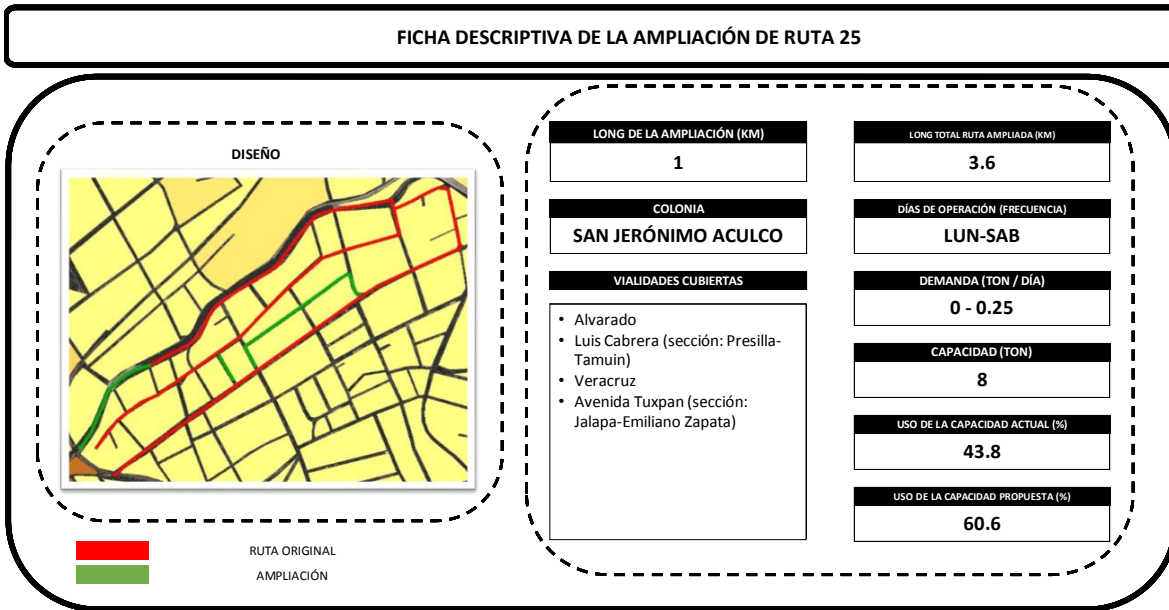 FICHA DESCRIPTIVA DE LA AMPLIACIÓN DE RUTA 25
DISEÑO
RUTA ORIGINAL
AMPLIACIÓN
LONG DE LA AMPLIACIÓN (KM)
1
COLONIA
SAN JERÓNIMO ACULCO
VIALIDADES CUBIERTAS
• Alvarado
• Luis Cabrera (sección: Presilla-
Tamuin)
• Veracruz
• Avenida Tuxpan (sección:
Jalapa-Emiliano Zapata)
LONG TOTAL RUTA AMPLIADA (KM)
3.6
DÍAS DE OPERACIÓN (FRECUENCIA)
LUN-SAB
DEMANDA (TON / DÍA)
0 - 0.25
CAPACIDAD (TON)
8
USO DE LA CAPACIDAD ACTUAL (%)
43.8
USO DE LA CAPACIDAD PROPUESTA (%)
60.6